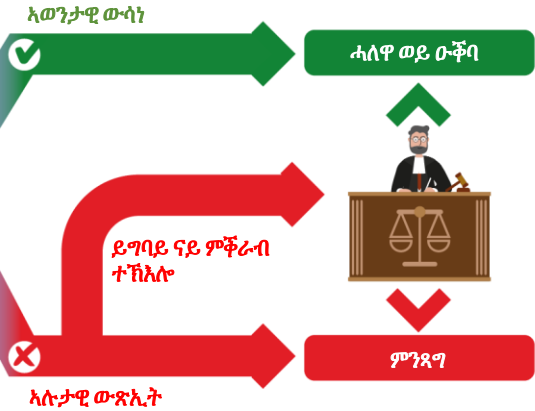 ኣወንታዊ ውሳነ
ሓለዋ ወይ ዑቕባ
ይግባይ ናይ ምቕራብ
ተኽእሎ
ምንጻግ
ኣሉታዊ ውጽኢት